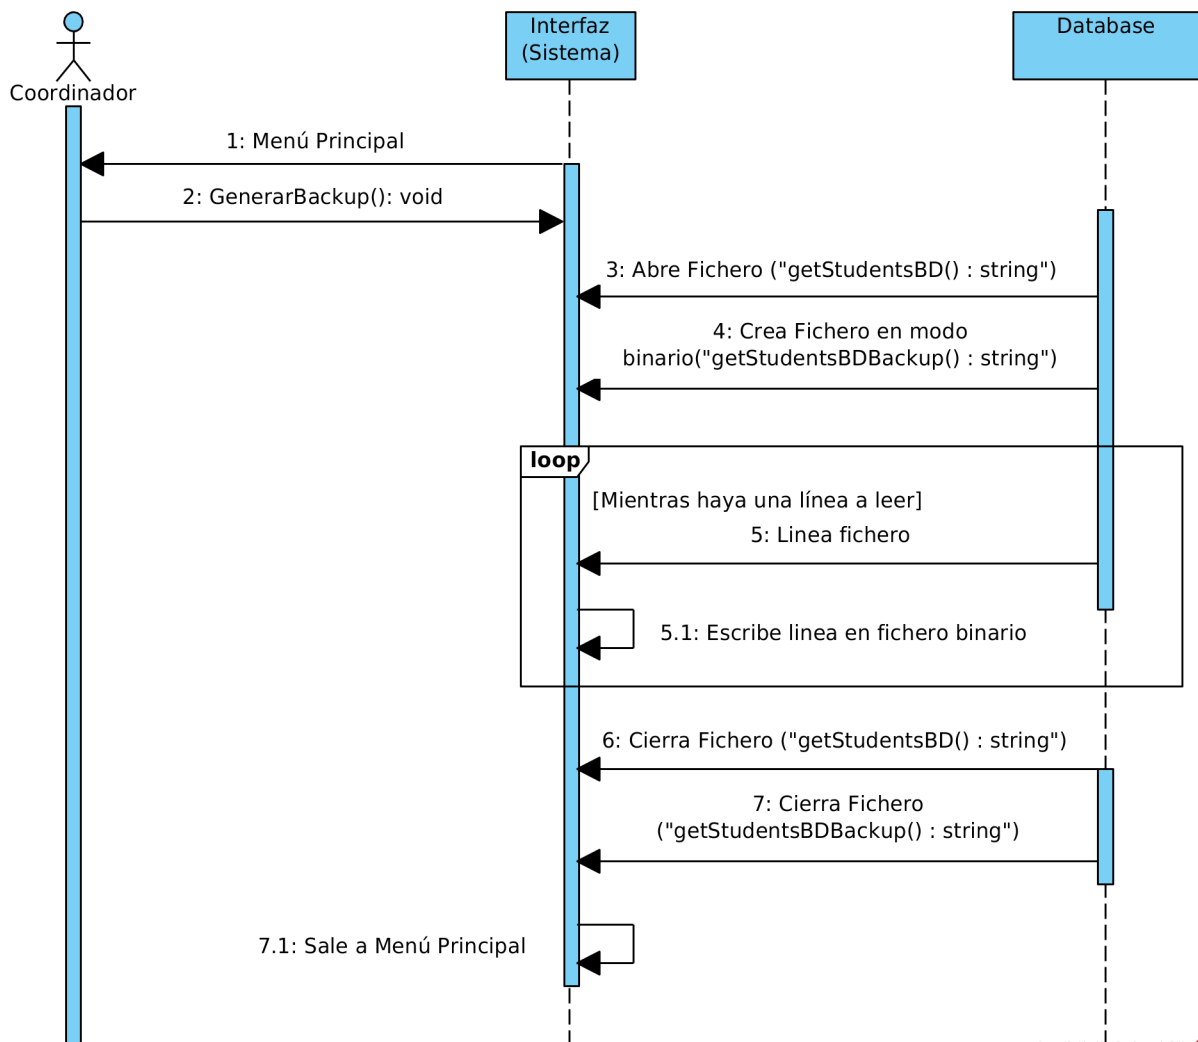 Interfaz
(Sistema)
Database
Coordinador
1: Menú Principal
2: GenerarBackup(): void
3: Abre Fichero ("getStudentsBD() : string")
4: Crea Fichero en modo
binario("getStudentsBDBackup() : string")
loop
[Mientras haya una línea a leer]
5: Linea fichero
5.1: Escribe linea en fichero binario
6: Cierra Fichero ("getStudentsBD() : string")
7: Cierra Fichero
("getStudentsBDBackup() : string")
7.1: Sale a Menú Principal